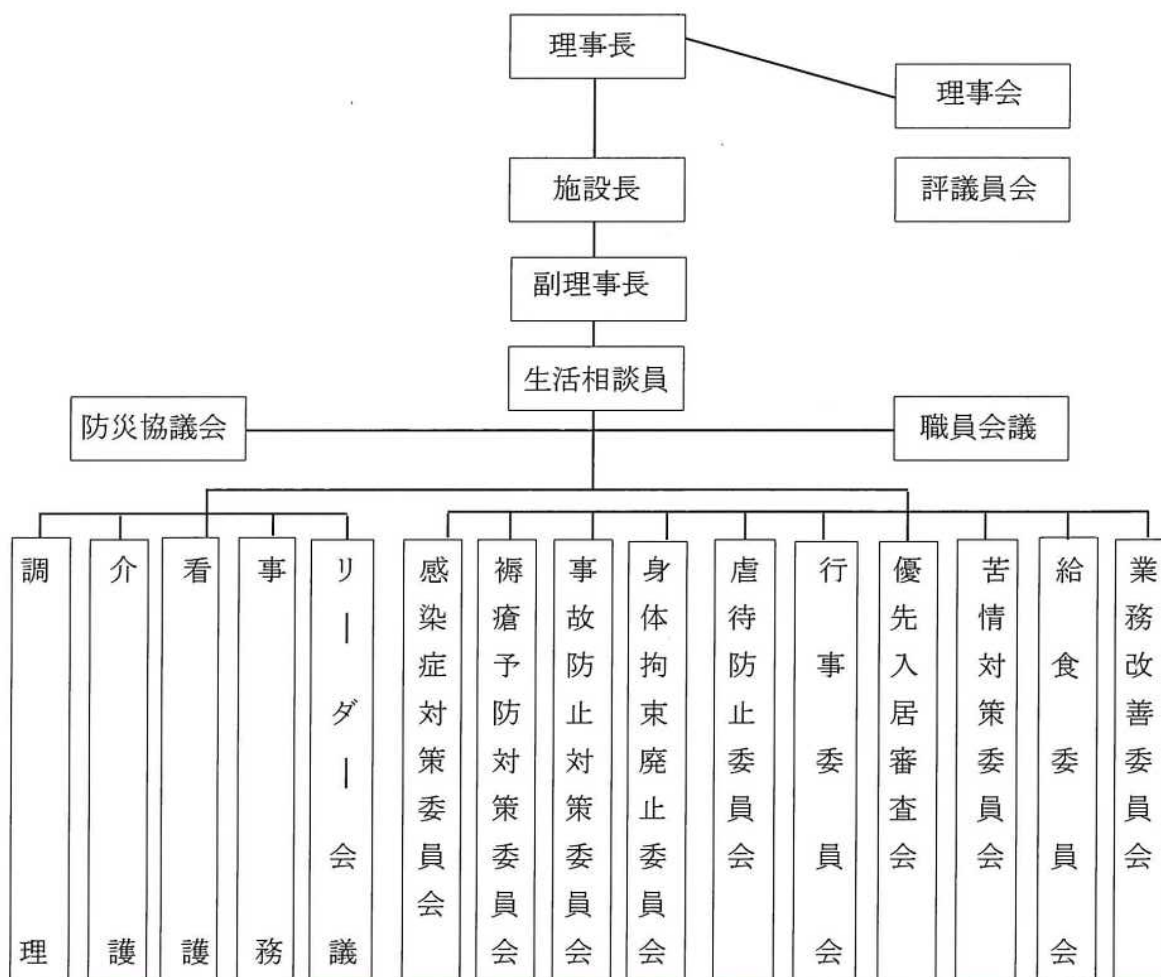 理事長
理事会
施設長
評議員会
副理事長
生活相談員
防災協議会
職員会議
調理
介護
看護
事務
リーダー会議
感染症対策委員会
褥瘡予防対策委員会
事故防止対策委員会
身体拘束廃止委員会
虐待防止委員会
行事委員会
優先入居審査会
苦情対策委員会
給食委員会
業務改善委員会